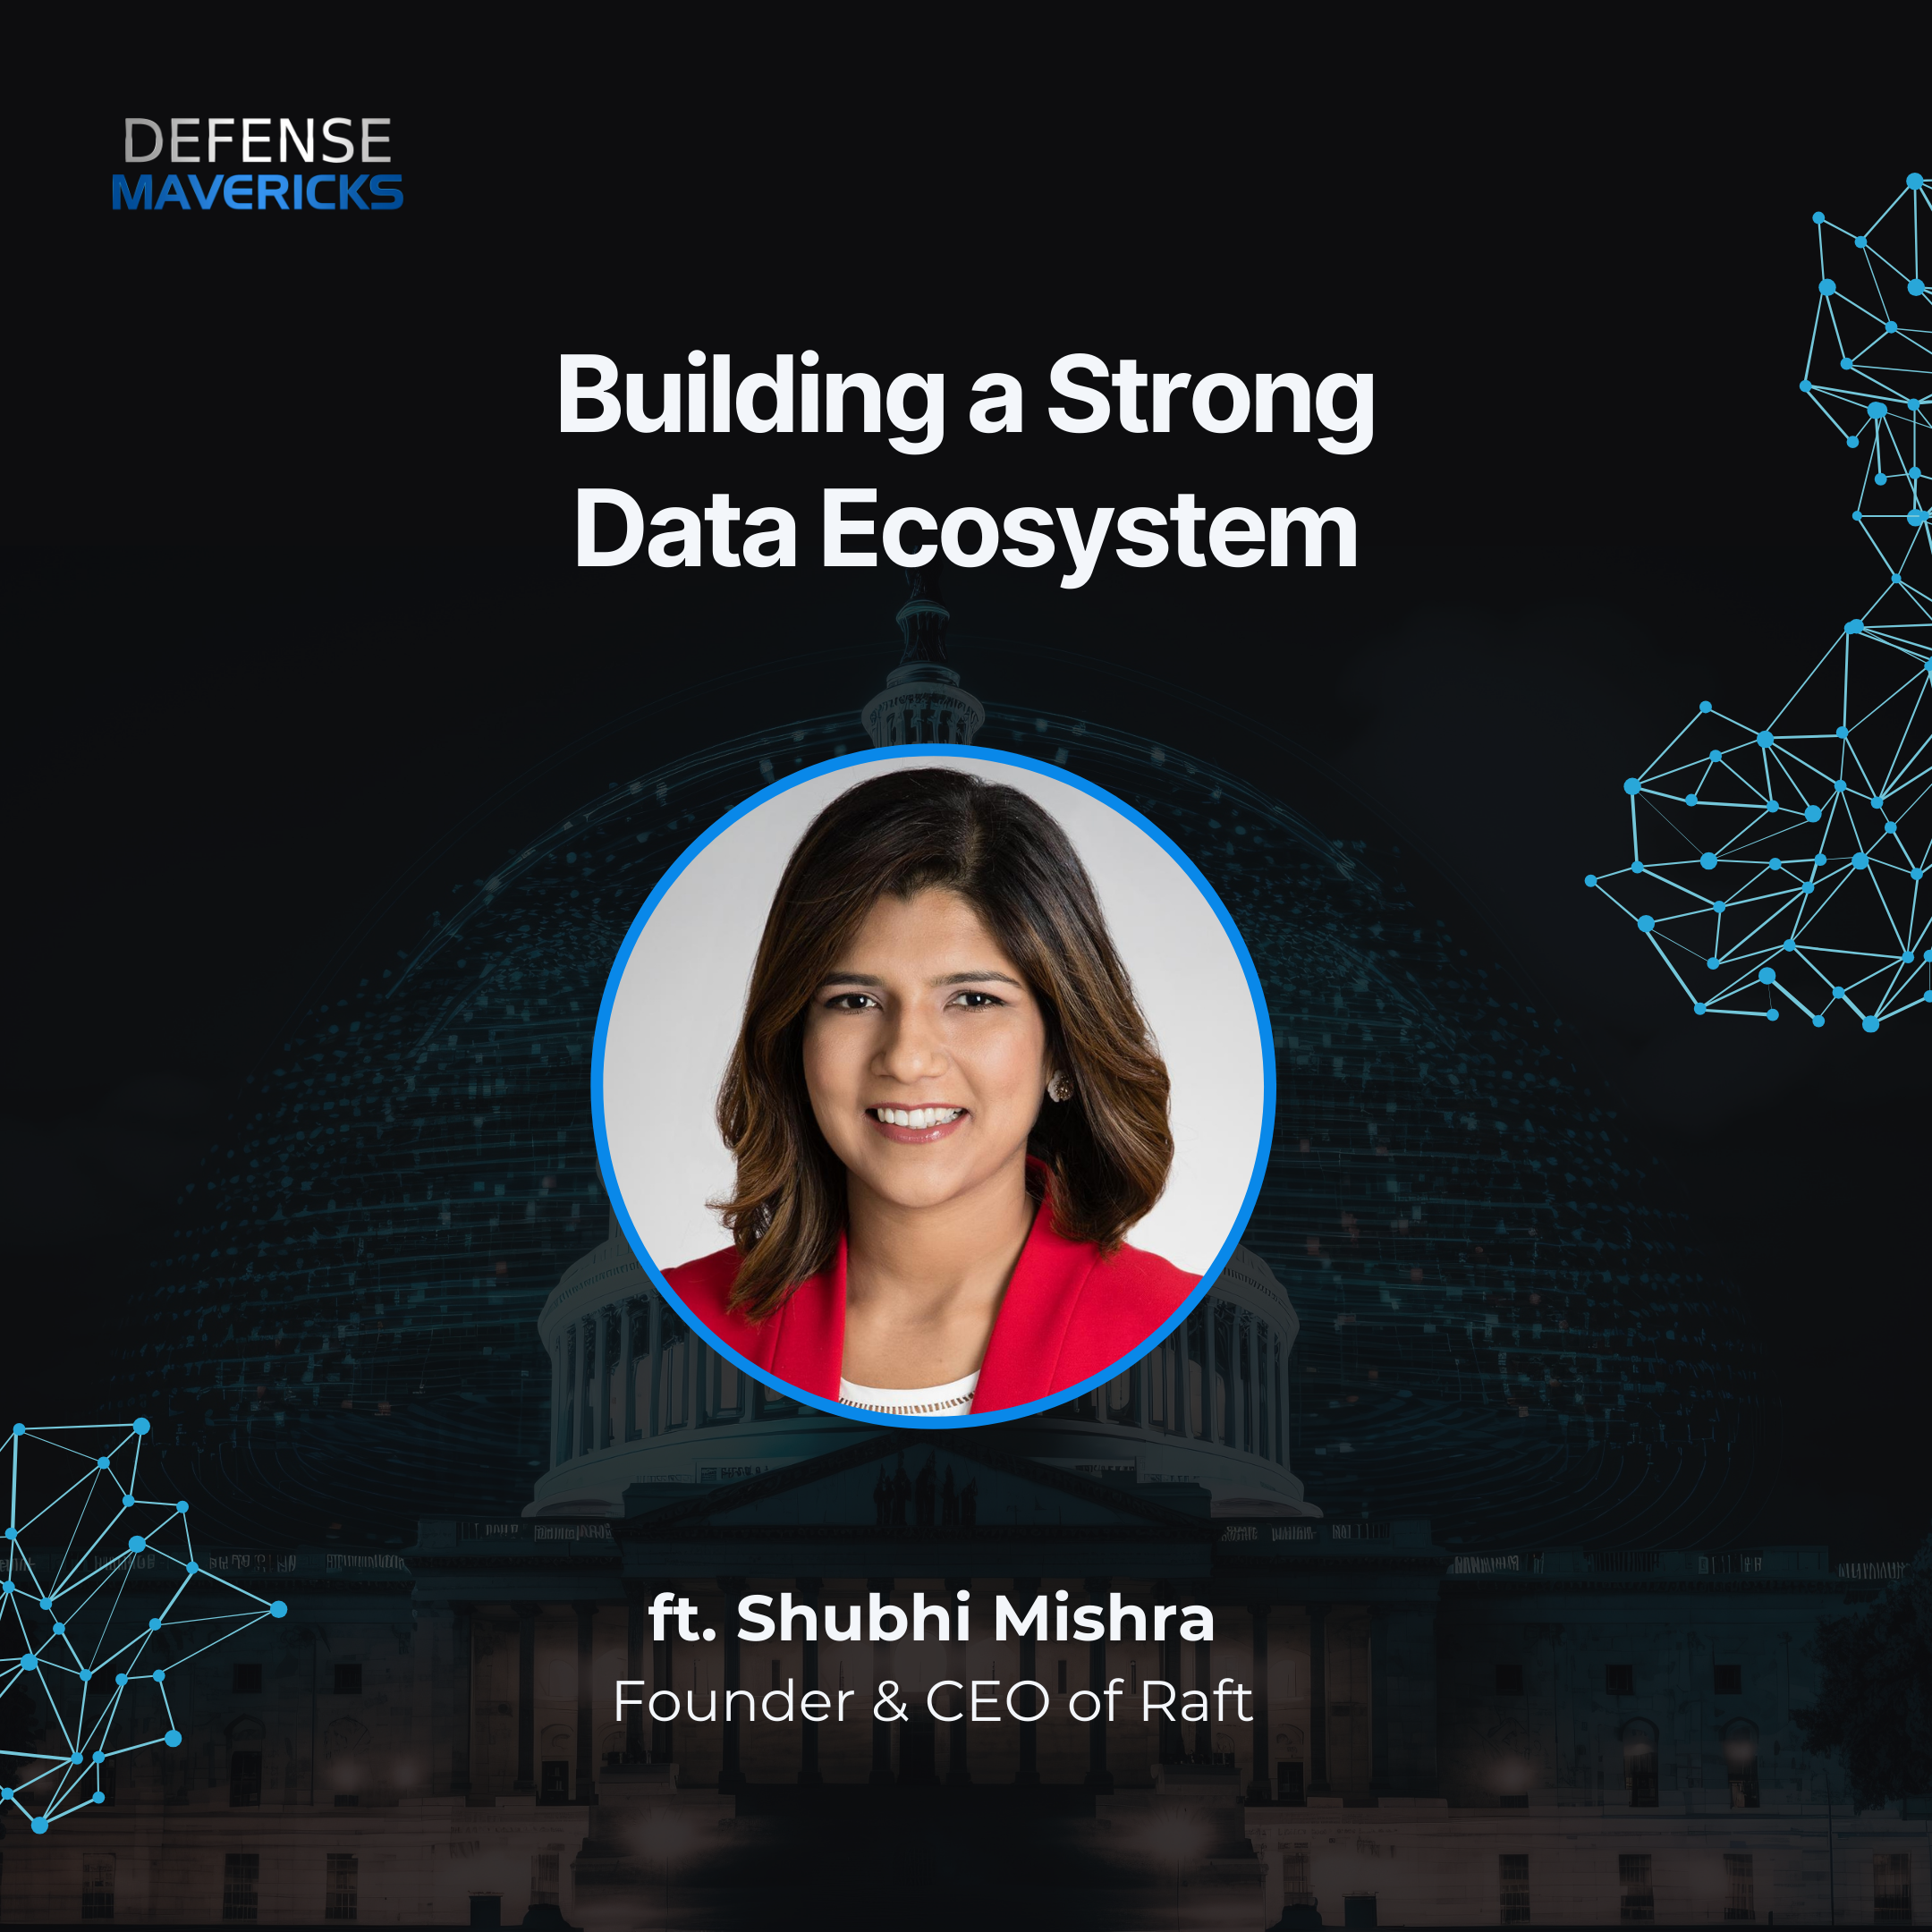 DEFENSE
MAVERICKS
Building a Strong
Data Ecosystem
ft. Shubhi Mishra
Founder & CEO of Raft